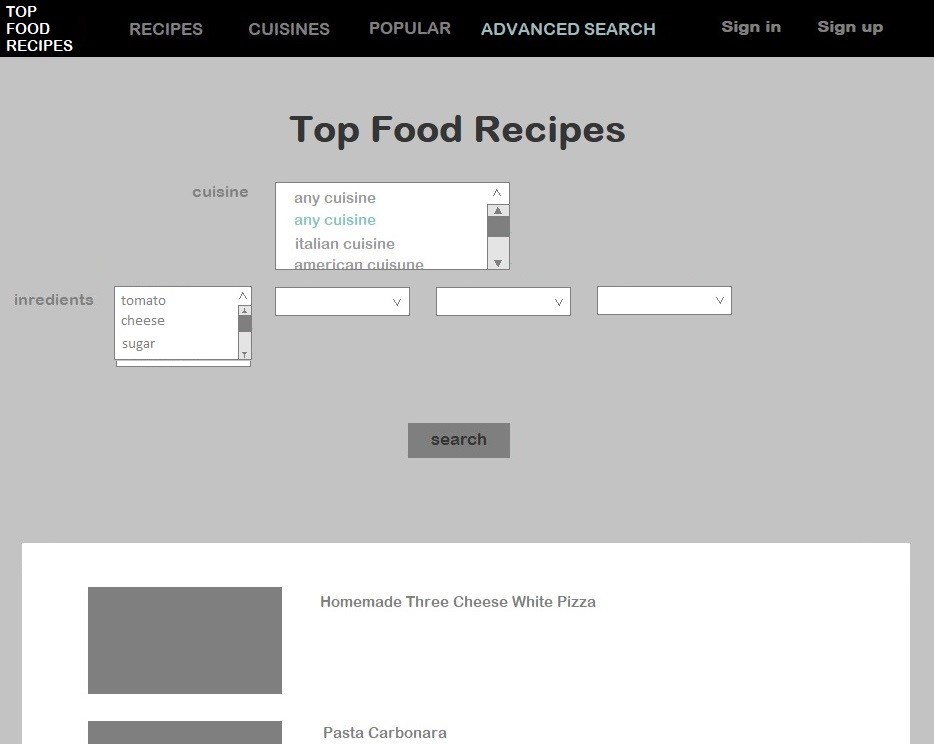 TOP
FOOD
RECIPES
RECIPES
CUISINES
POPULAR
ADVANCED SEARCH
Sign in
Sign up
Top Food Recipes
cuisine
any cuisine
any cuisine
italian cuisine
american cuisune
inredients
tomato
cheese
sugar
search
Homemade Three Cheese White Pizza
Pasta Carbonara